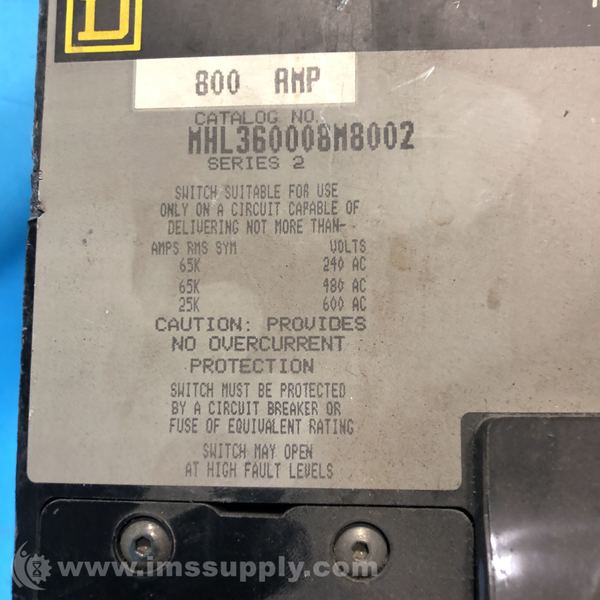 800 AMP
CATALOG NO.
MHL360008M8002
SERIES 2
SWITCH SUITABLE FOR USE
ONLY ON A CIRCUIT CAPABLE OF
DELIVERING NOT MORE THAN-
AMPS RMS SYM VOLTS
65K 240 AC
65K 480 AC
25K 600 AC
CAUTION: PROVIDES
NO OVERCURRENT
PROTECTION
SWITCH MUST BE PROTECTED
BY A CIRCUIT BREAKER OR
FUSE OF EQUIVALENT RATING
SWITCH MAY OPEN
AT HIGH FAULT LEVELS
www.imssupply.com